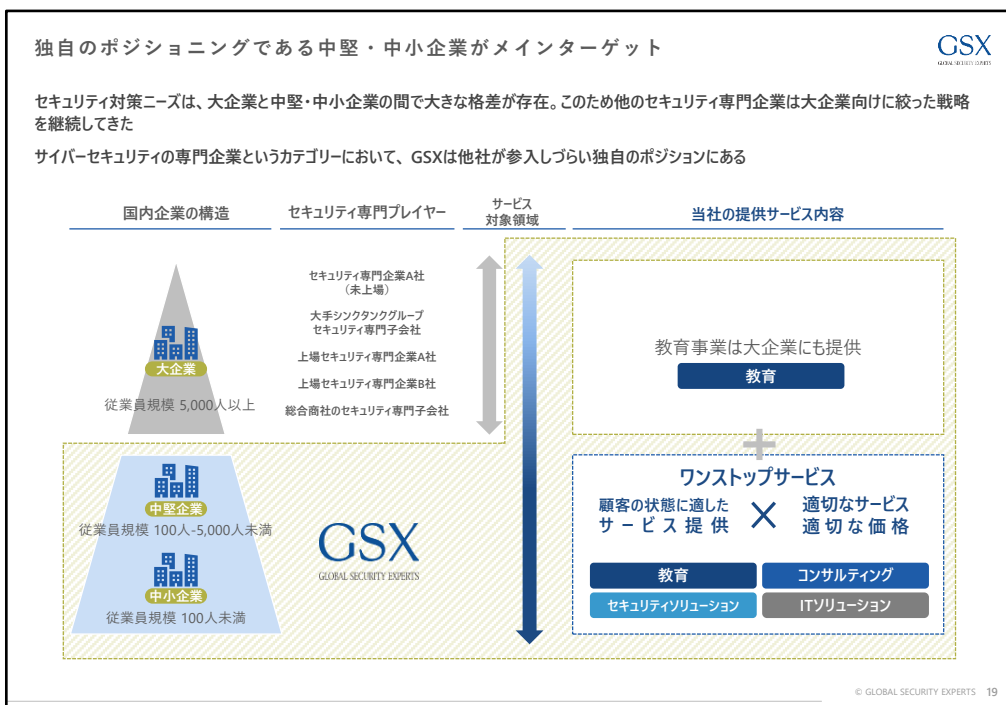 独自のポジショニングである中堅・中小企業がメインターゲット
GSX
GLOBAL SECURITY EXPERTS
セキュリティ対策ニーズは、大企業と中堅・中小企業の間で大きな格差が存在。このため他のセキュリティ専門企業は大企業向けに絞った戦略
を継続してきた
サイバーセキュリティの専門企業というカテゴリーにおいて、GSXは他社が参入しづらい独自のポジションにある
国内企業の構造
セキュリティ専門プレイヤー
サービス
対象領域
当社の提供サービス内容
大企業
従業員規模 5,000人以上
セキュリティ専門企業A社
（未上場）
大手シンクタンクグループ
セキュリティ専門子会社
上場セキュリティ専門企業A社
上場セキュリティ専門企業B社
総合商社のセキュリティ専門子会社
教育事業は大企業にも提供
教育
中堅企業
従業員規模 100人-5,000人未満
中小企業
従業員規模 100人未満
GSX
GLOBAL SECURITY EXPERTS
ワンストップサービス
顧客の状態に適した
サービス提供
×
適切なサービス
適切な価格
教育
コンサルティング
セキュリティソリューション
ITソリューション
© GLOBAL SECURITY EXPERTS 19